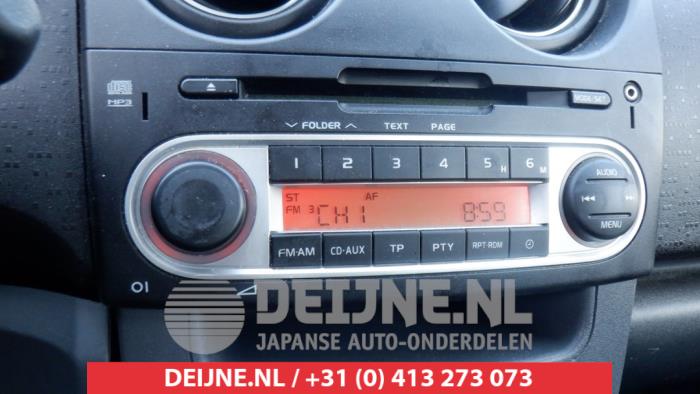 MP3
MODE·SET
FOLDER TEXT PAGE
1 2 3 4 5 H 6 M
AUDIO
ST AF
FM 3 CH1 8:59
MENU
FM·AM CD·AUX TP PTY RPT·RDM
DEIJNE.NL
JAPANSE AUTO-ONDERDELEN
DEIJNE.NL / +31 (0) 413 273 073